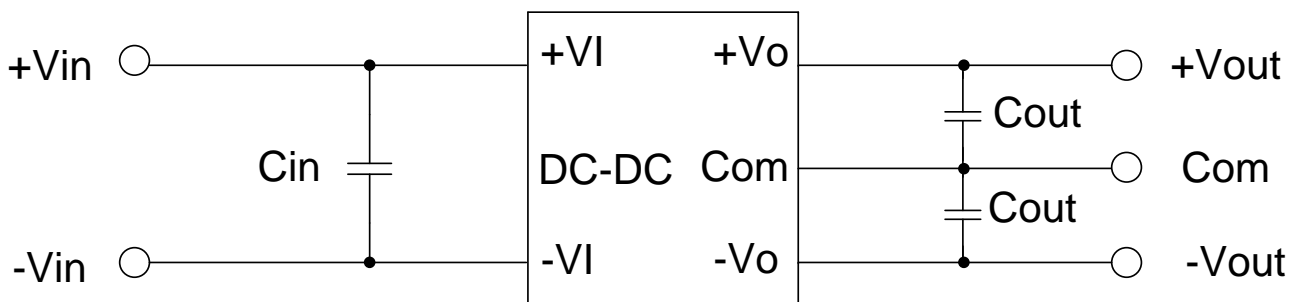 +Vin +VI +Vo +Vout
Cout
Cin DC-DC Com Com
Cout
-Vin -VI -Vo -Vout